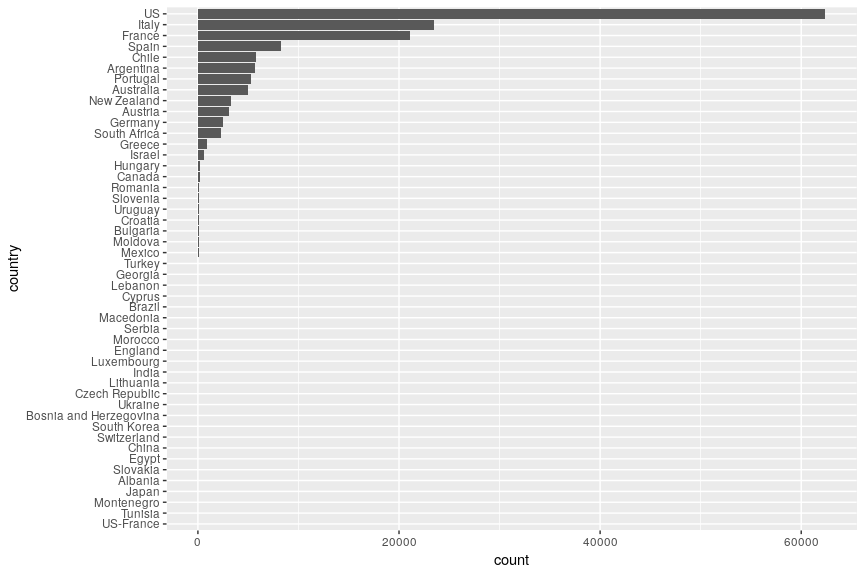 US
Italy
France
Spain
Chile
Argentina
Portugal
Australia
New Zealand
Austria
Germany
South Africa
Greece
Israel
Hungary
Canada
Romania
Slovenia
Uruguay
Croatia
Bulgaria
Moldova
Mexico
Turkey
Georgia
Lebanon
Cyprus
Brazil
Macedonia
Serbia
Morocco
England
Luxembourg
India
Lithuania
Czech Republic
Ukraine
Bosnia and Herzegovina
South Korea
Switzerland
China
Egypt
Slovakia
Albania
Japan
Montenegro
Tunisia
US-France
country
0 20000 40000 60000
count